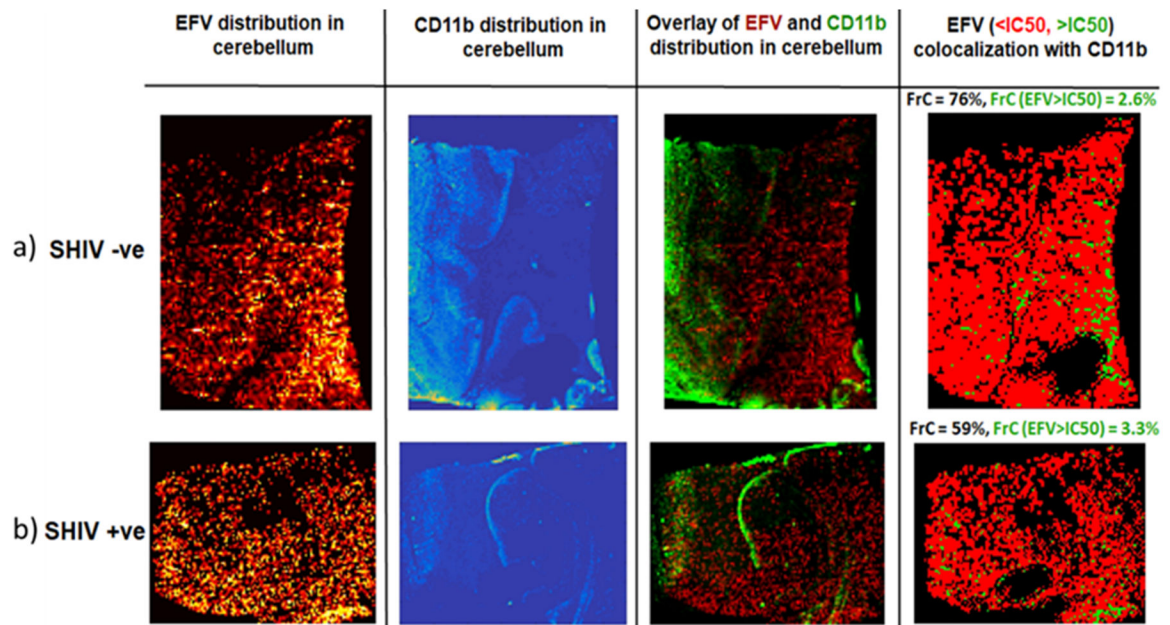 EFV distribution in
cerebellum
CD11b distribution in
cerebellum
Overlay of EFV and CD11b
distribution in cerebellum
EFV (<IC50, >IC50)
colocalization with CD11b
FrC = 76%, FrC (EFV>IC50) = 2.6%
a) SHIV -ve
FrC = 59%, FrC (EFV>IC50) = 3.3%
b) SHIV +ve